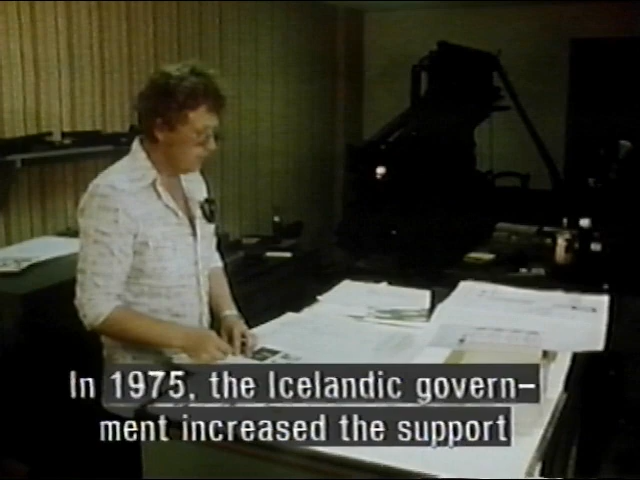 In 1975, the Icelandic govern-
ment increased the support